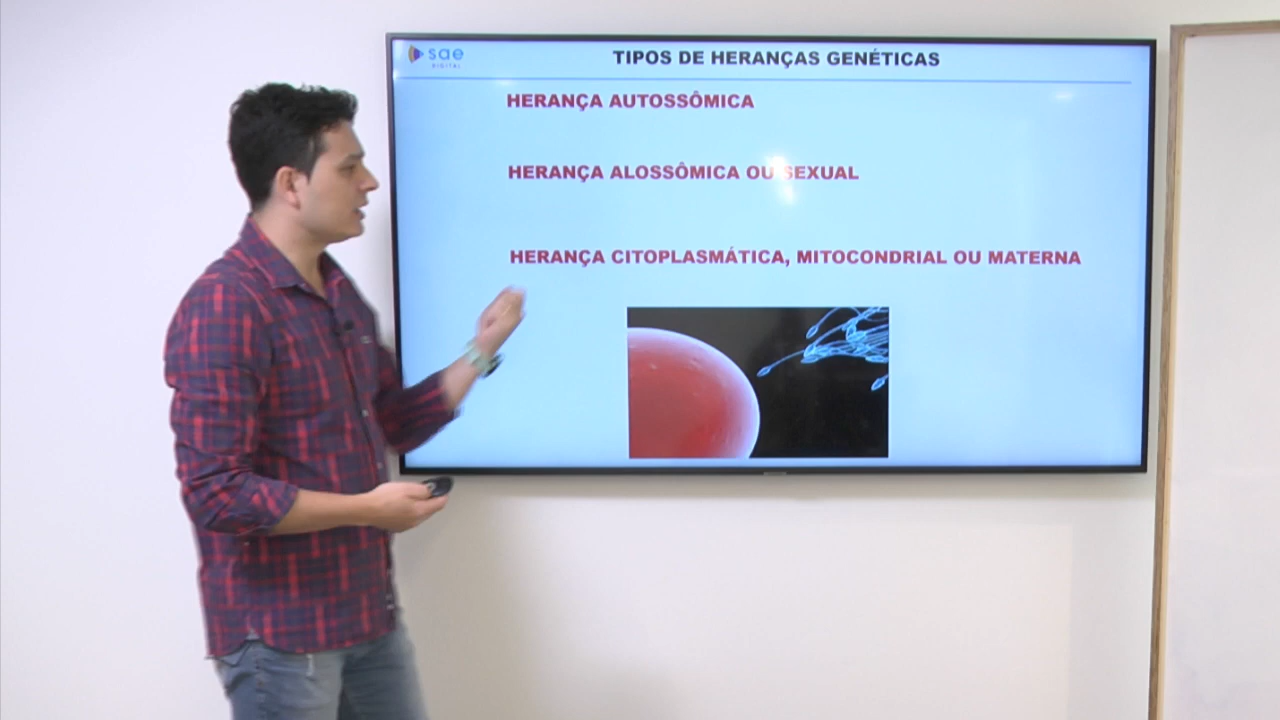 sae
DIGITAL
TIPOS DE HERANÇAS GENÉTICAS
HERANÇA AUTOSSÔMICA
HERANÇA ALOSSÔMICA OU SEXUAL
HERANÇA CITOPLASMÁTICA, MITOCONDRIAL OU MATERNA